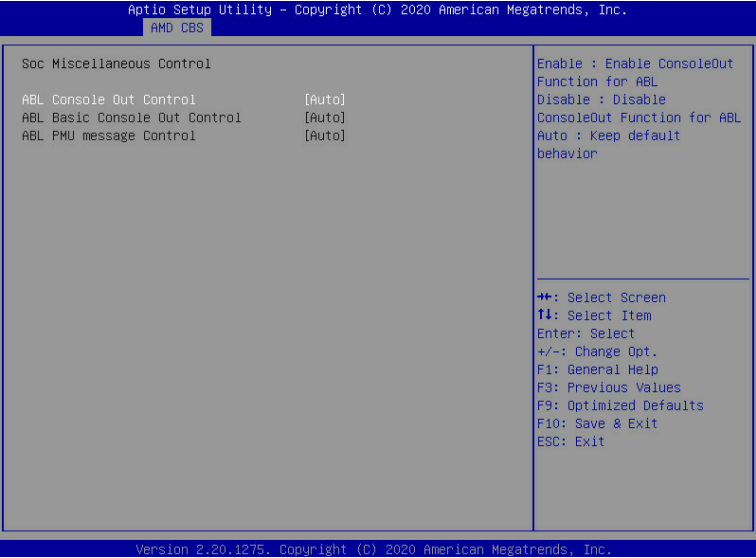 Aptio Setup Utility – Copyright (C) 2020 American Megatrends, Inc.
AMD CBS
Soc Miscellaneous Control
ABL Console Out Control [Auto]
ABL Basic Console Out Control [Auto]
ABL PMU message Control [Auto]
Enable : Enable ConsoleOut
Function for ABL
Disable : Disable
ConsoleOut Function for ABL
Auto : Keep default
behavior
→←: Select Screen
↑↓: Select Item
Enter: Select
+/-: Change Opt.
F1: General Help
F3: Previous Values
F9: Optimized Defaults
F10: Save & Exit
ESC: Exit
Version 2.20.1275. Copyright (C) 2020 American Megatrends, Inc.